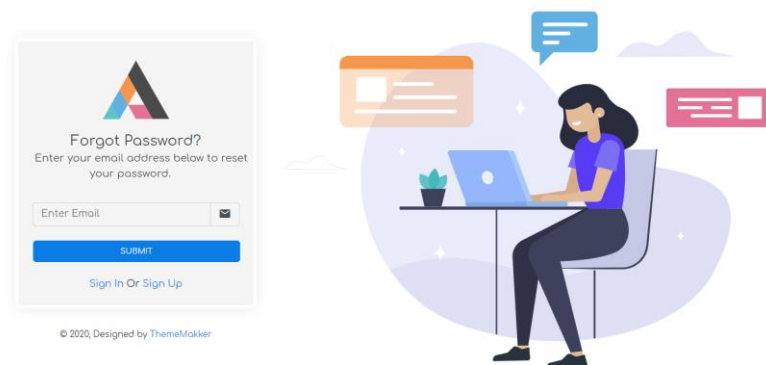 Forgot Password?
Enter your email address below to reset
your password.
Enter Email
SUBMIT
Sign In Or Sign Up
© 2020, Designed by ThemeMakker